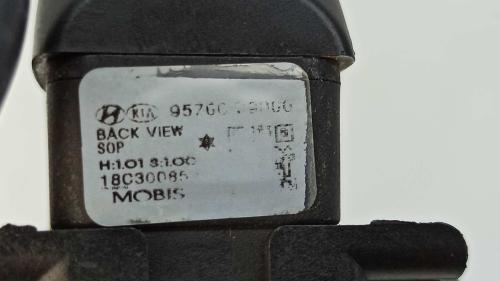 KIA
BACK VIEW
SOP
H:1.01 S:1.00
18C30085
MOBIS